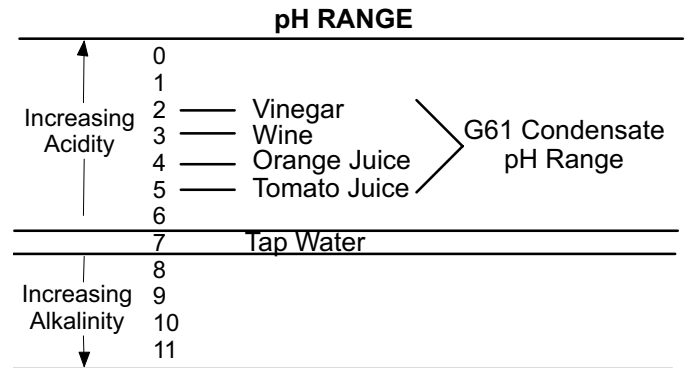 pH RANGE
0
1
Increasing
Acidity
2 Vinegar
3 Wine
4 Orange Juice
5 Tomato Juice
G61 Condensate
pH Range
6
7 Tap Water
Increasing
Alkalinity
8
9
10
11